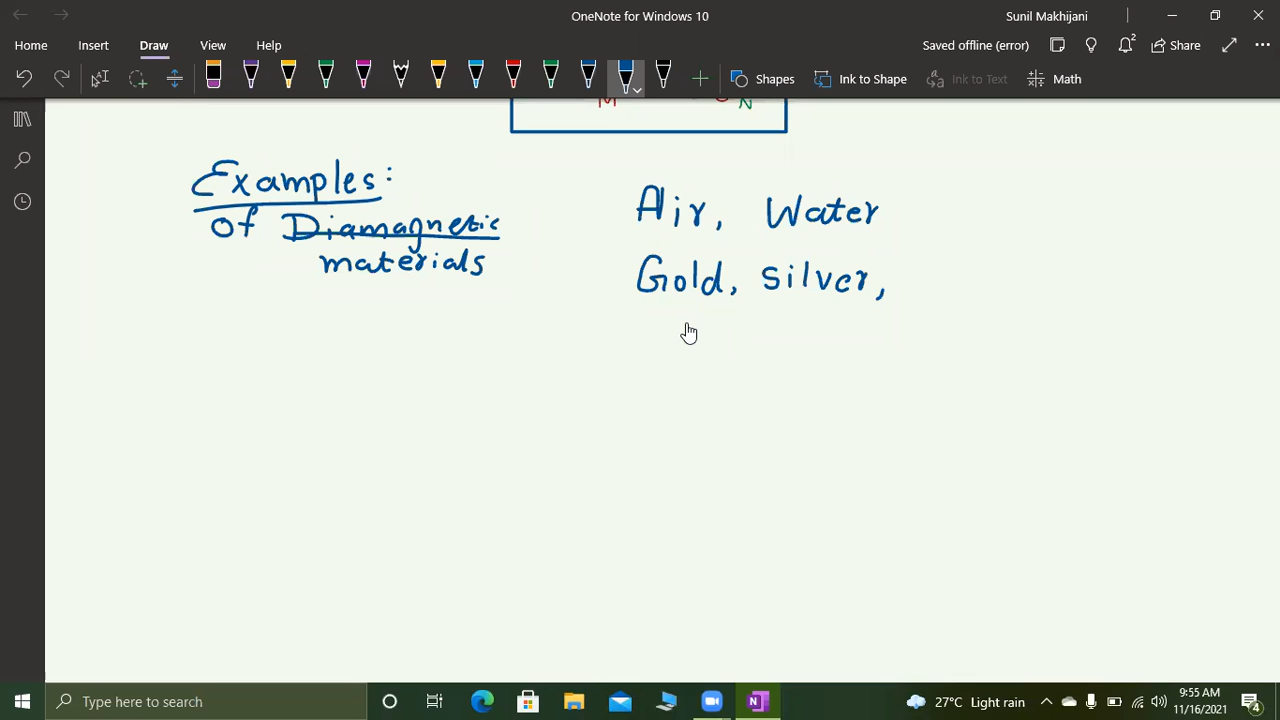 OneNote for Windows 10
Sunil Makhijani
Home Insert Draw View Help
Saved offline (error)
Share
Shapes
Ink to Shape
Ink to Text
Math
M
N
Examples:
of Diamagnetic
materials
Air, Water
Gold, silver,
Type here to search
27°C Light rain
9:55 AM
11/16/2021
4